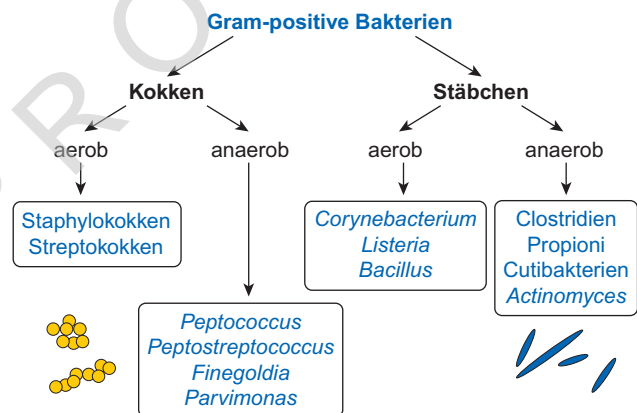 Gram-positive Bakterien
Kokken
Stäbchen
aerob
anaerob
aerob
anaerob
Staphylokokken
Streptokokken
Corynebacterium
Listeria
Bacillus
Clostridien
Propioni
Cutibakterien
Actinomyces
Peptococcus
Peptostreptococcus
Finegoldia
Parvimonas